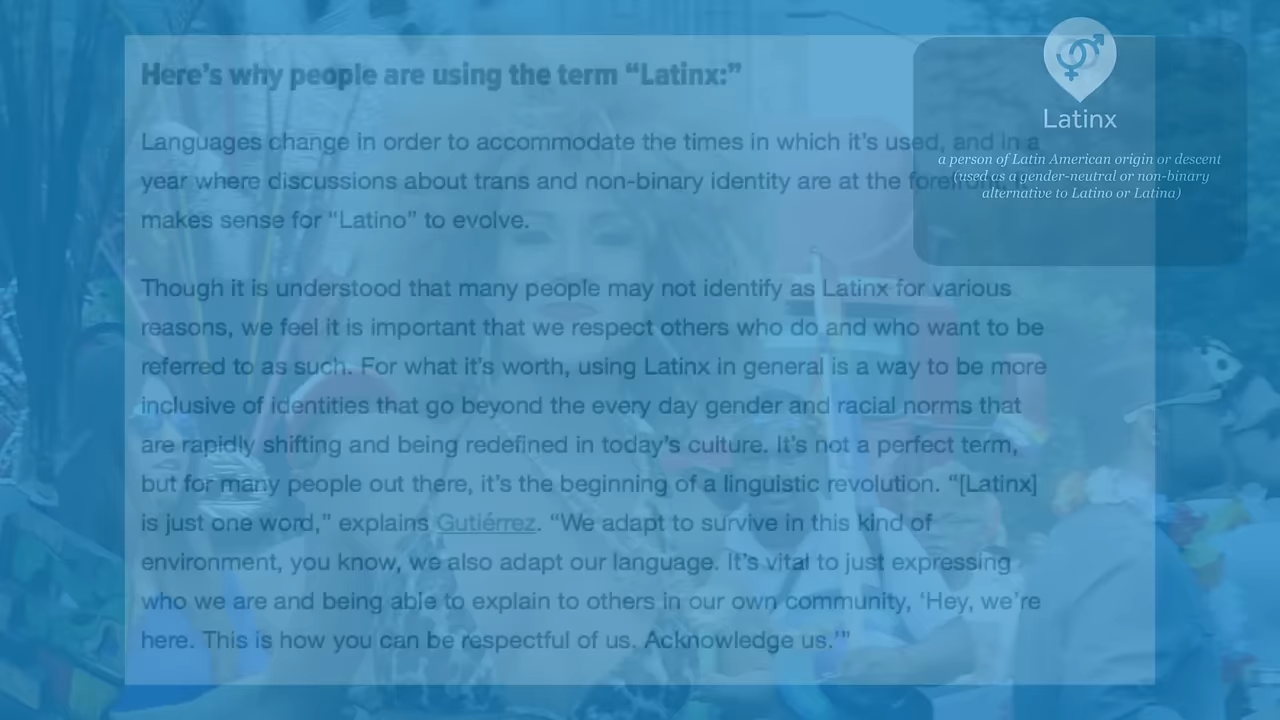 Here's why people are using the term “Latinx:”
Languages change in order to accommodate the times in which it's used, and in a
year where discussions about trans and non-binary identity are at the forefront, it
makes sense for “Latino” to evolve.
Though it is understood that many people may not identify as Latinx for various
reasons, we feel it is important that we respect others who do and who want to be
referred to as such. For what it's worth, using Latinx in general is a way to be more
inclusive of identities that go beyond the every day gender and racial norms that
are rapidly shifting and being redefined in today's culture. It's not a perfect term,
but for many people out there, it's the beginning of a linguistic revolution. “[Latinx]
is just one word,” explains Gutiérrez. “We adapt to survive in this kind of
environment, you know, we also adapt our language. It's vital to just expressing
who we are and being able to explain to others in our own community, ‘Hey, we're
here. This is how you can be respectful of us. Acknowledge us.’”
Latinx
a person of Latin American origin or descent
(used as a gender-neutral or non-binary
alternative to Latino or Latina)